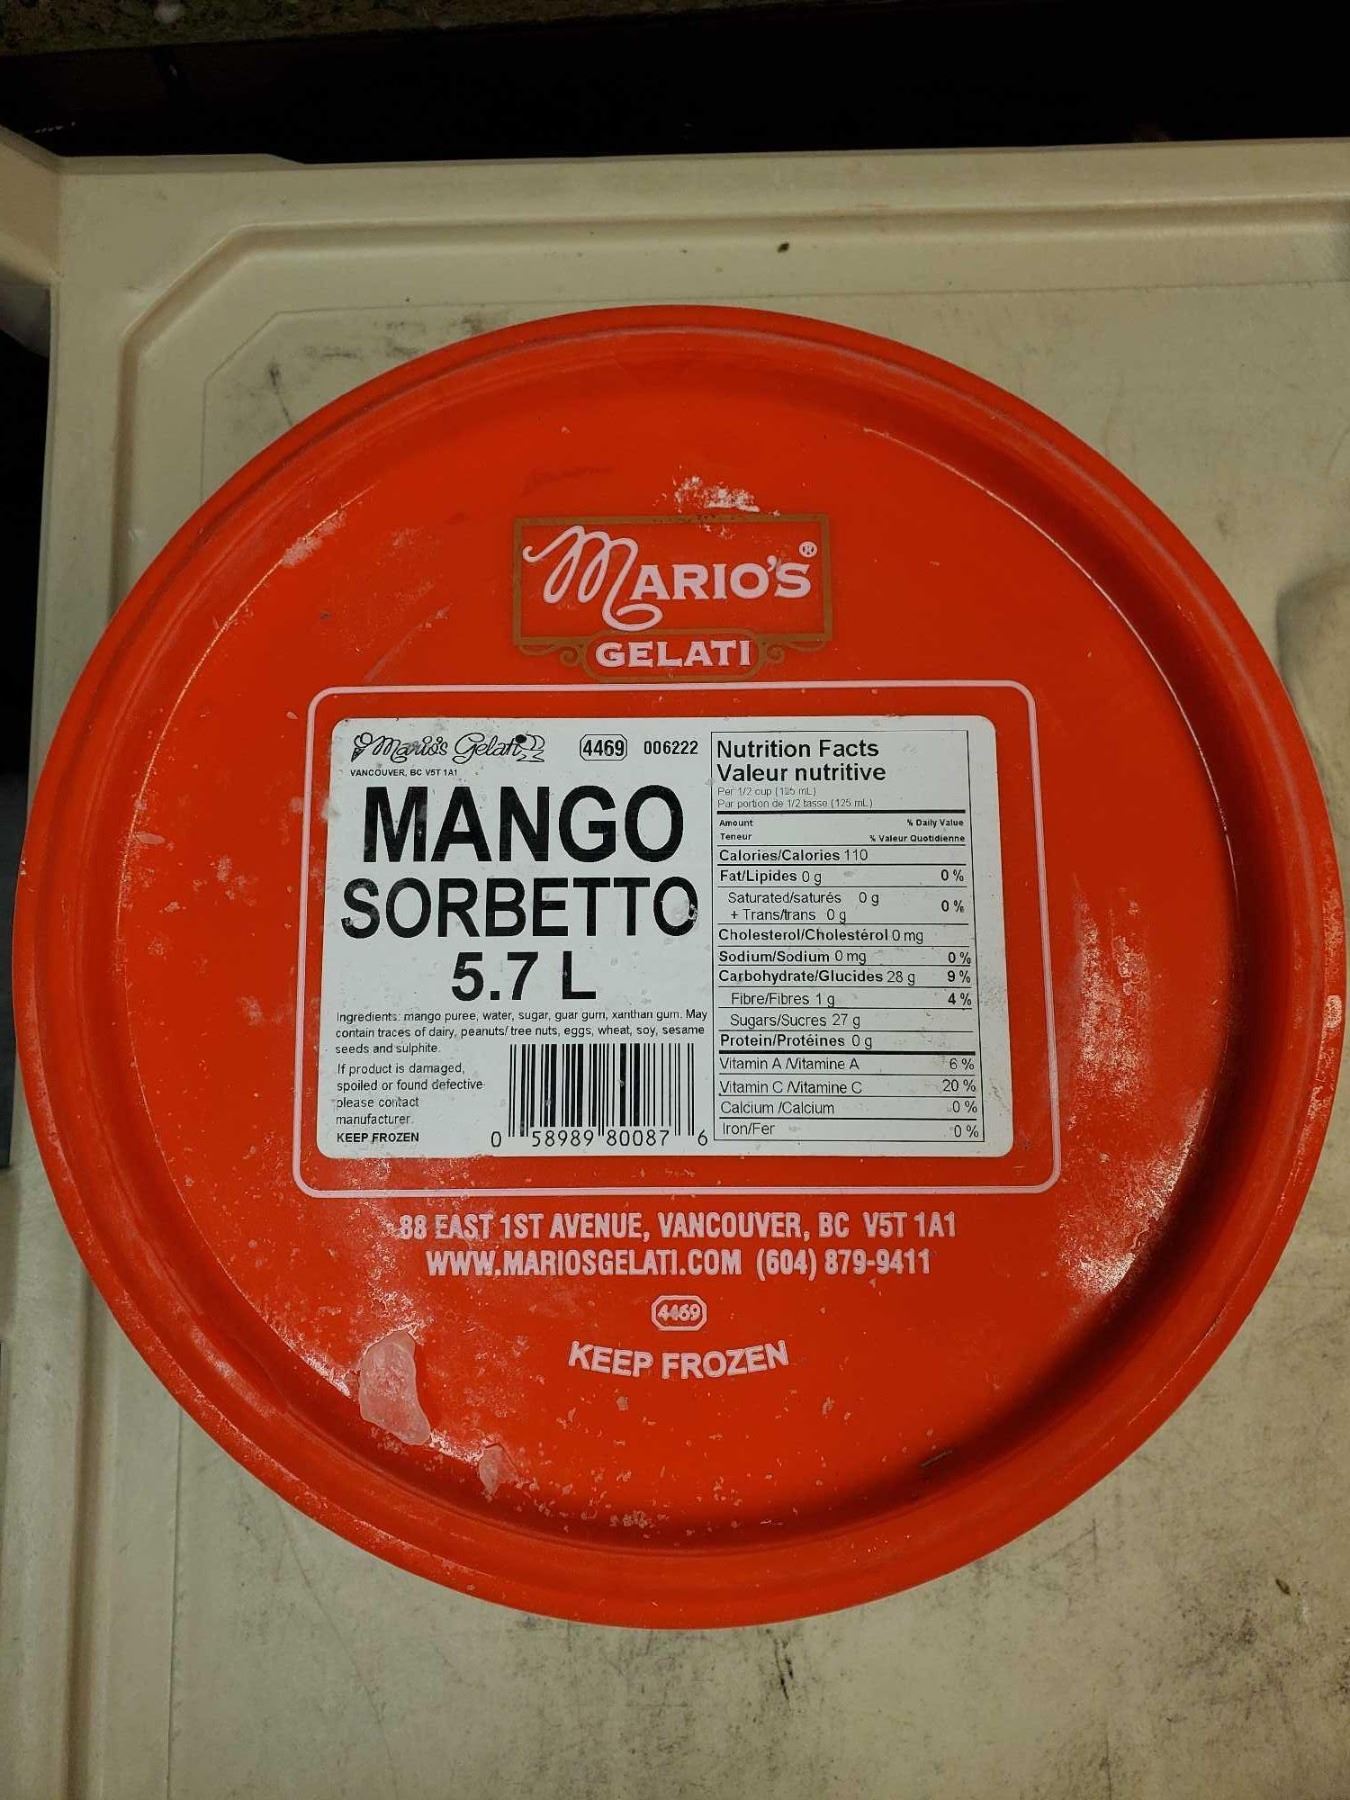 MARIO'S®
GELATI
Mario's Gelati
4469 006222
VANCOUVER, BC V5T 1A1
MANGO
SORBETTO
5.7 L
Ingredients: mango puree, water, sugar, guar gum, xanthan gum. May
contain traces of dairy, peanuts/ tree nuts, eggs, wheat, soy, sesame
seeds and sulphite.
If product is damaged,
spoiled or found defective
please contact
manufacturer.
KEEP FROZEN
0 58989 80087 6
Nutrition Facts
Valeur nutritive
Per 1/2 cup (125 mL)
Par portion de 1/2 tasse (125 mL)
Amount % Daily Value
Teneur % Valeur Quotidienne
Calories/Calories 110
Fat/Lipides 0 g 0 %
Saturated/saturés 0 g
+ Trans/trans 0 g 0 %
Cholesterol/Cholestérol 0 mg
Sodium/Sodium 0 mg 0 %
Carbohydrate/Glucides 28 g 9 %
Fibre/Fibres 1 g 4 %
Sugars/Sucres 27 g
Protein/Protéines 0 g
Vitamin A /Vitamine A 6 %
Vitamin C /Vitamine C 20 %
Calcium /Calcium 0 %
Iron/Fer 0 %
88 EAST 1ST AVENUE, VANCOUVER, BC V5T 1A1
WWW.MARIOSGELATI.COM (604) 879-9411
4469
KEEP FROZEN